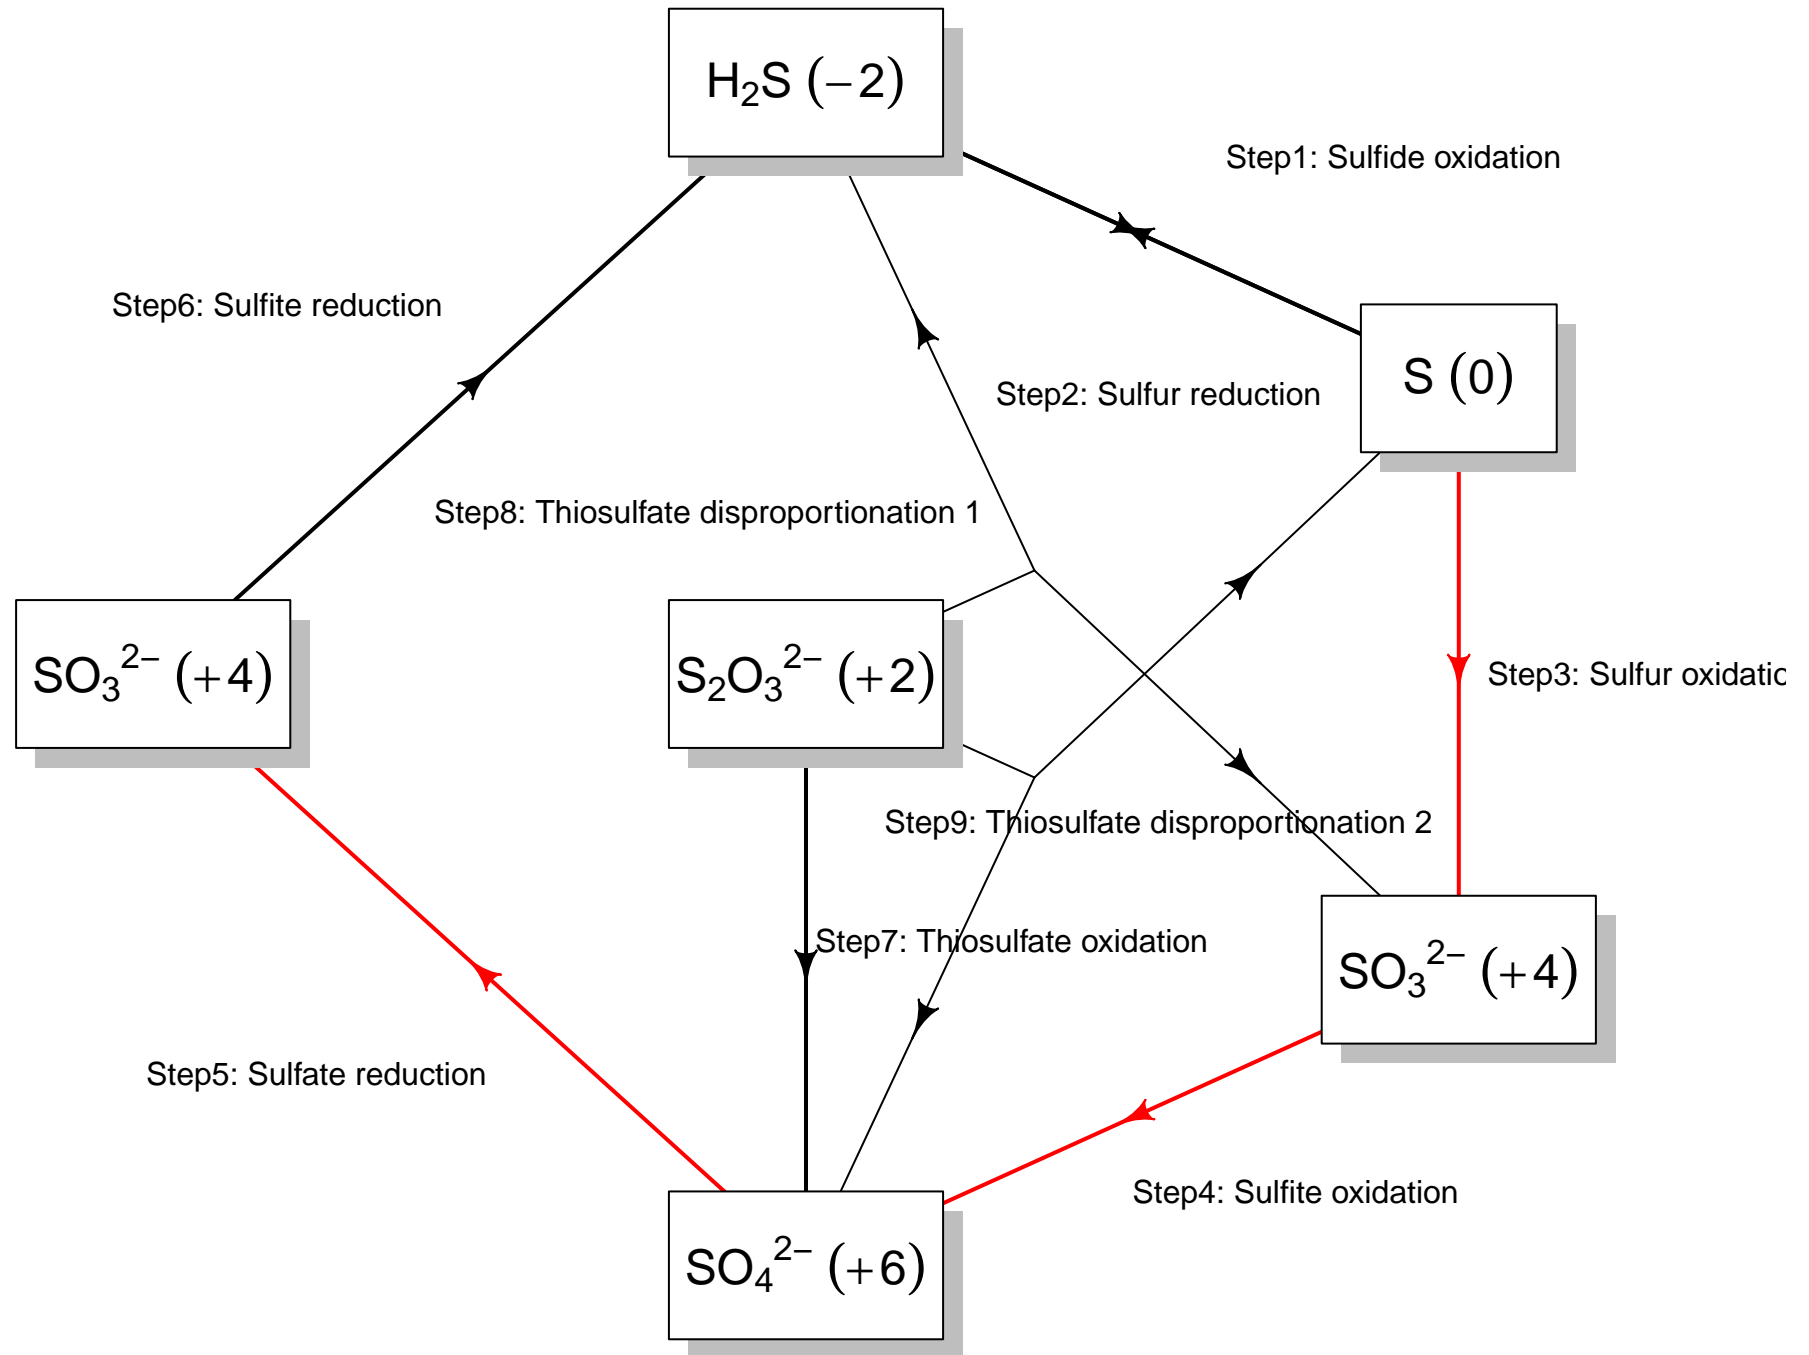 H₂S (−2)
Step1: Sulfide oxidation
Step6: Sulfite reduction
S (0)
Step2: Sulfur reduction
Step8: Thiosulfate disproportionation 1
SO₃²⁻ (+4)
S₂O₃²⁻ (+2)
Step3: Sulfur oxidatic
Step9: Thiosulfate disproportionation 2
Step7: Thiosulfate oxidation
SO₃²⁻ (+4)
Step5: Sulfate reduction
Step4: Sulfite oxidation
SO₄²⁻ (+6)